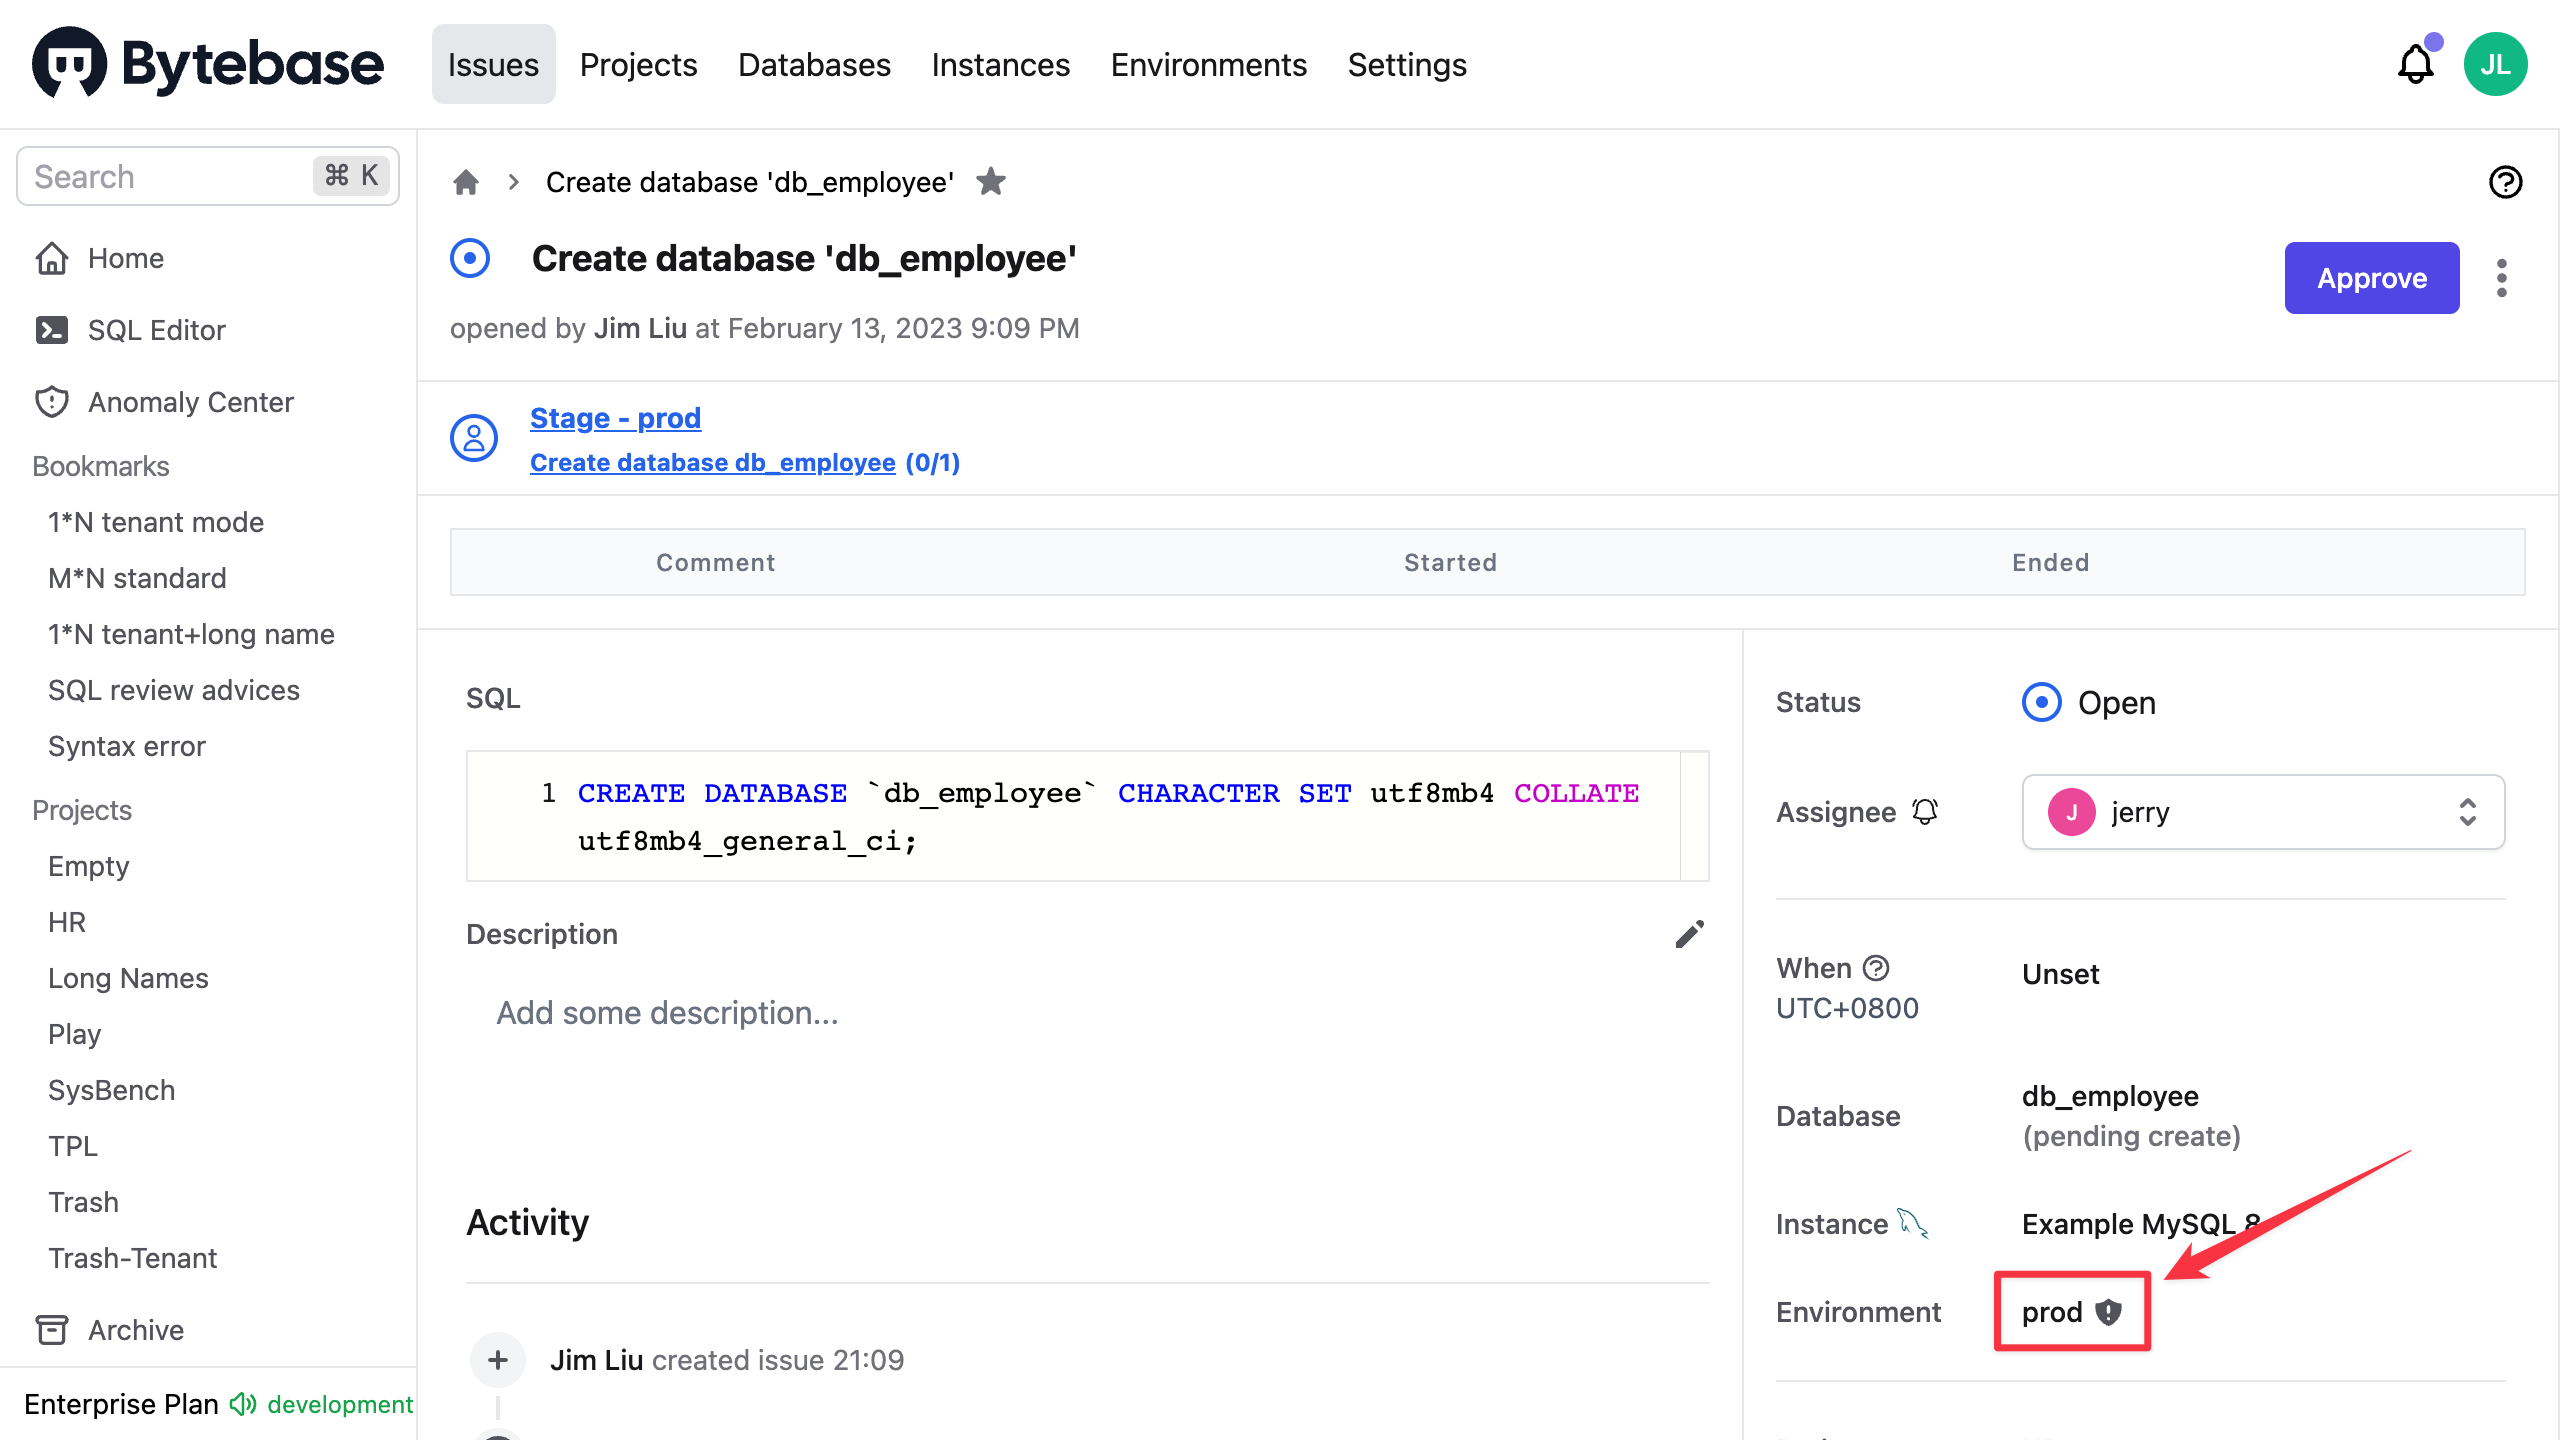 Bytebase
Issues
Projects
Databases
Instances
Environments
Settings
JL
Search
⌘ K
Home
SQL Editor
Anomaly Center
Bookmarks
1*N tenant mode
M*N standard
1*N tenant+long name
SQL review advices
Syntax error
Projects
Empty
HR
Long Names
Play
SysBench
TPL
Trash
Trash-Tenant
Archive
Enterprise Plan
development
Create database 'db_employee'
Create database 'db_employee'
opened by Jim Liu at February 13, 2023 9:09 PM
Approve
Stage - prod
Create database db_employee (0/1)
Comment
Started
Ended
SQL
1 CREATE DATABASE `db_employee` CHARACTER SET utf8mb4 COLLATE
utf8mb4_general_ci;
Description
Add some description...
Activity
Jim Liu created issue 21:09
Status
Open
Assignee
J
jerry
When
UTC+0800
Unset
Database
db_employee
(pending create)
Instance
Example MySQL 8
Environment
prod